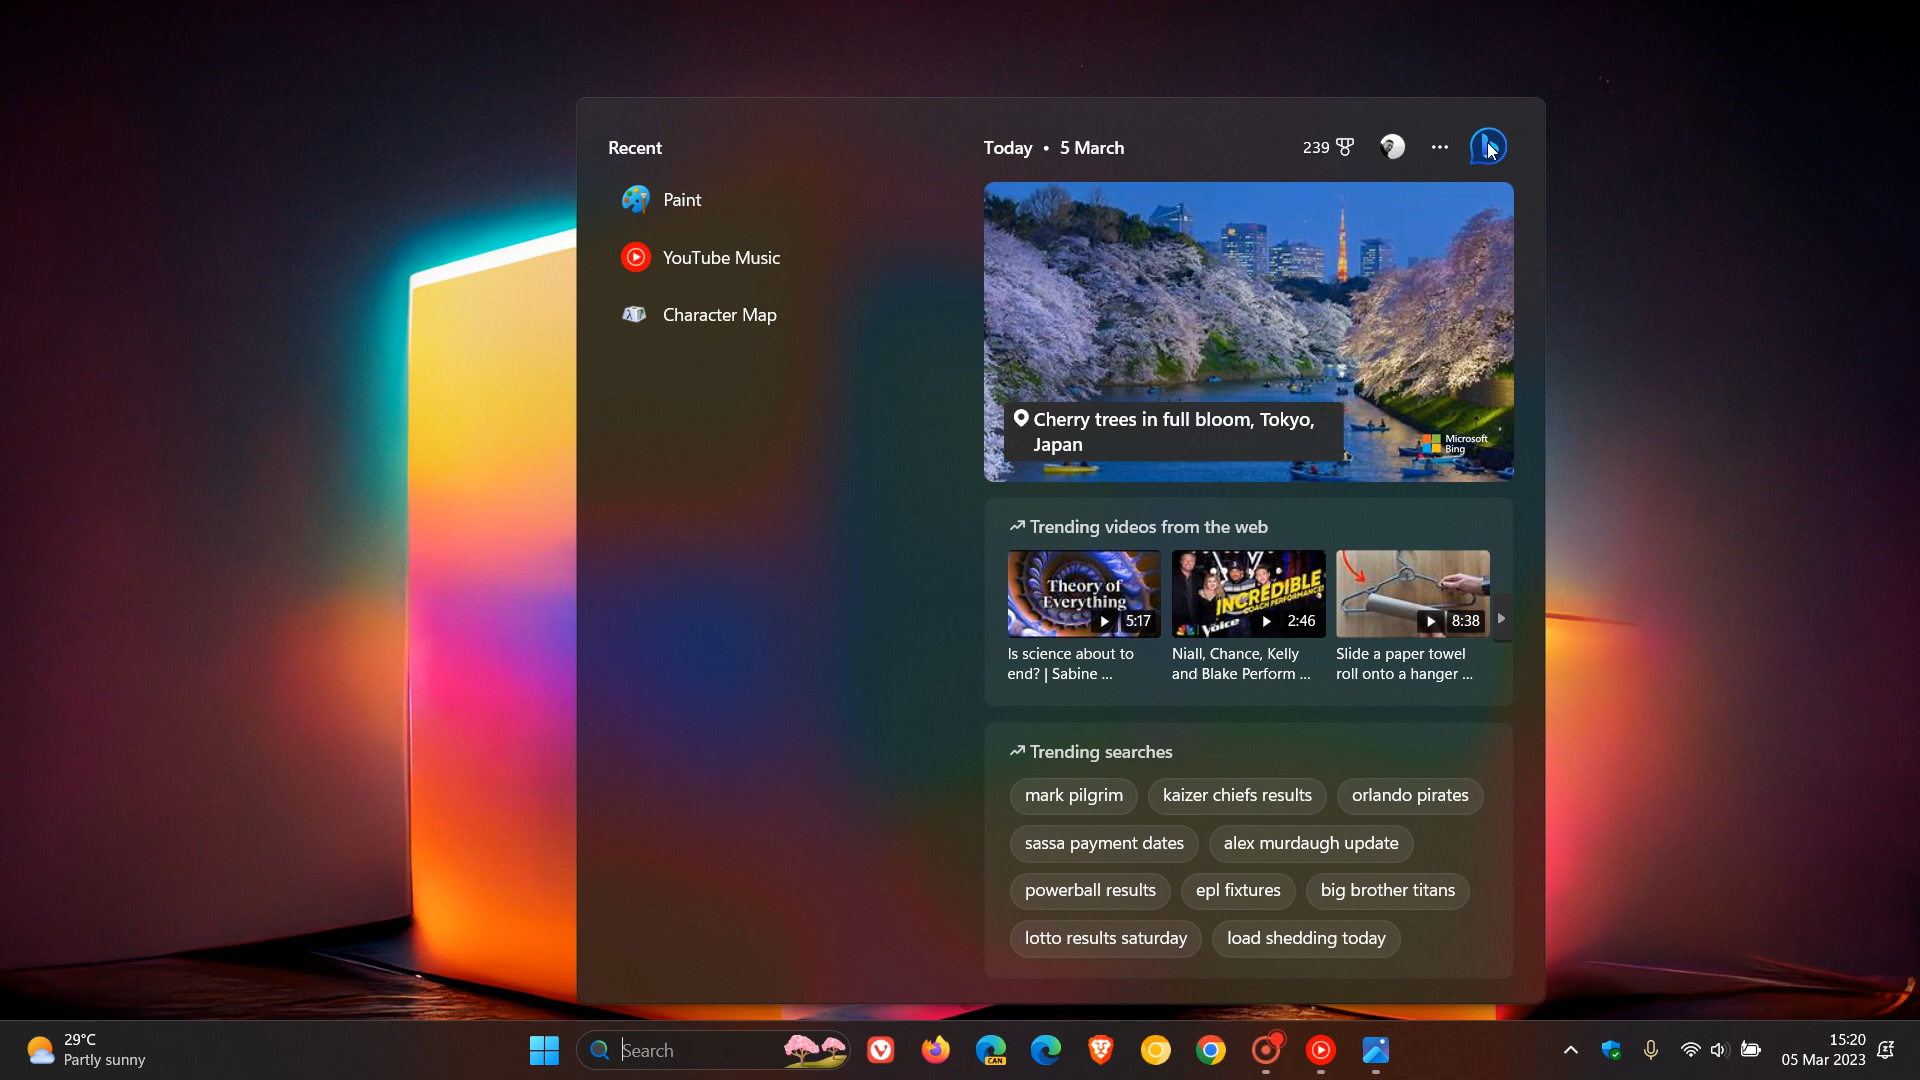 Recent
Paint
YouTube Music
Character Map
Today • 5 March
239
Cherry trees in full bloom, Tokyo,
Japan
Microsoft
Bing
Trending videos from the web
Theory of
Everything
5:17
Is science about to
end? | Sabine ...
INCREDIBLE
COACH PERFORMANCES
Voice
2:46
Niall, Chance, Kelly
and Blake Perform ...
8:38
Slide a paper towel
roll onto a hanger ...
Trending searches
mark pilgrim
kaizer chiefs results
orlando pirates
sassa payment dates
alex murdaugh update
powerball results
epl fixtures
big brother titans
lotto results saturday
load shedding today
29°C
Partly sunny
Search
CAN
15:20
05 Mar 2023